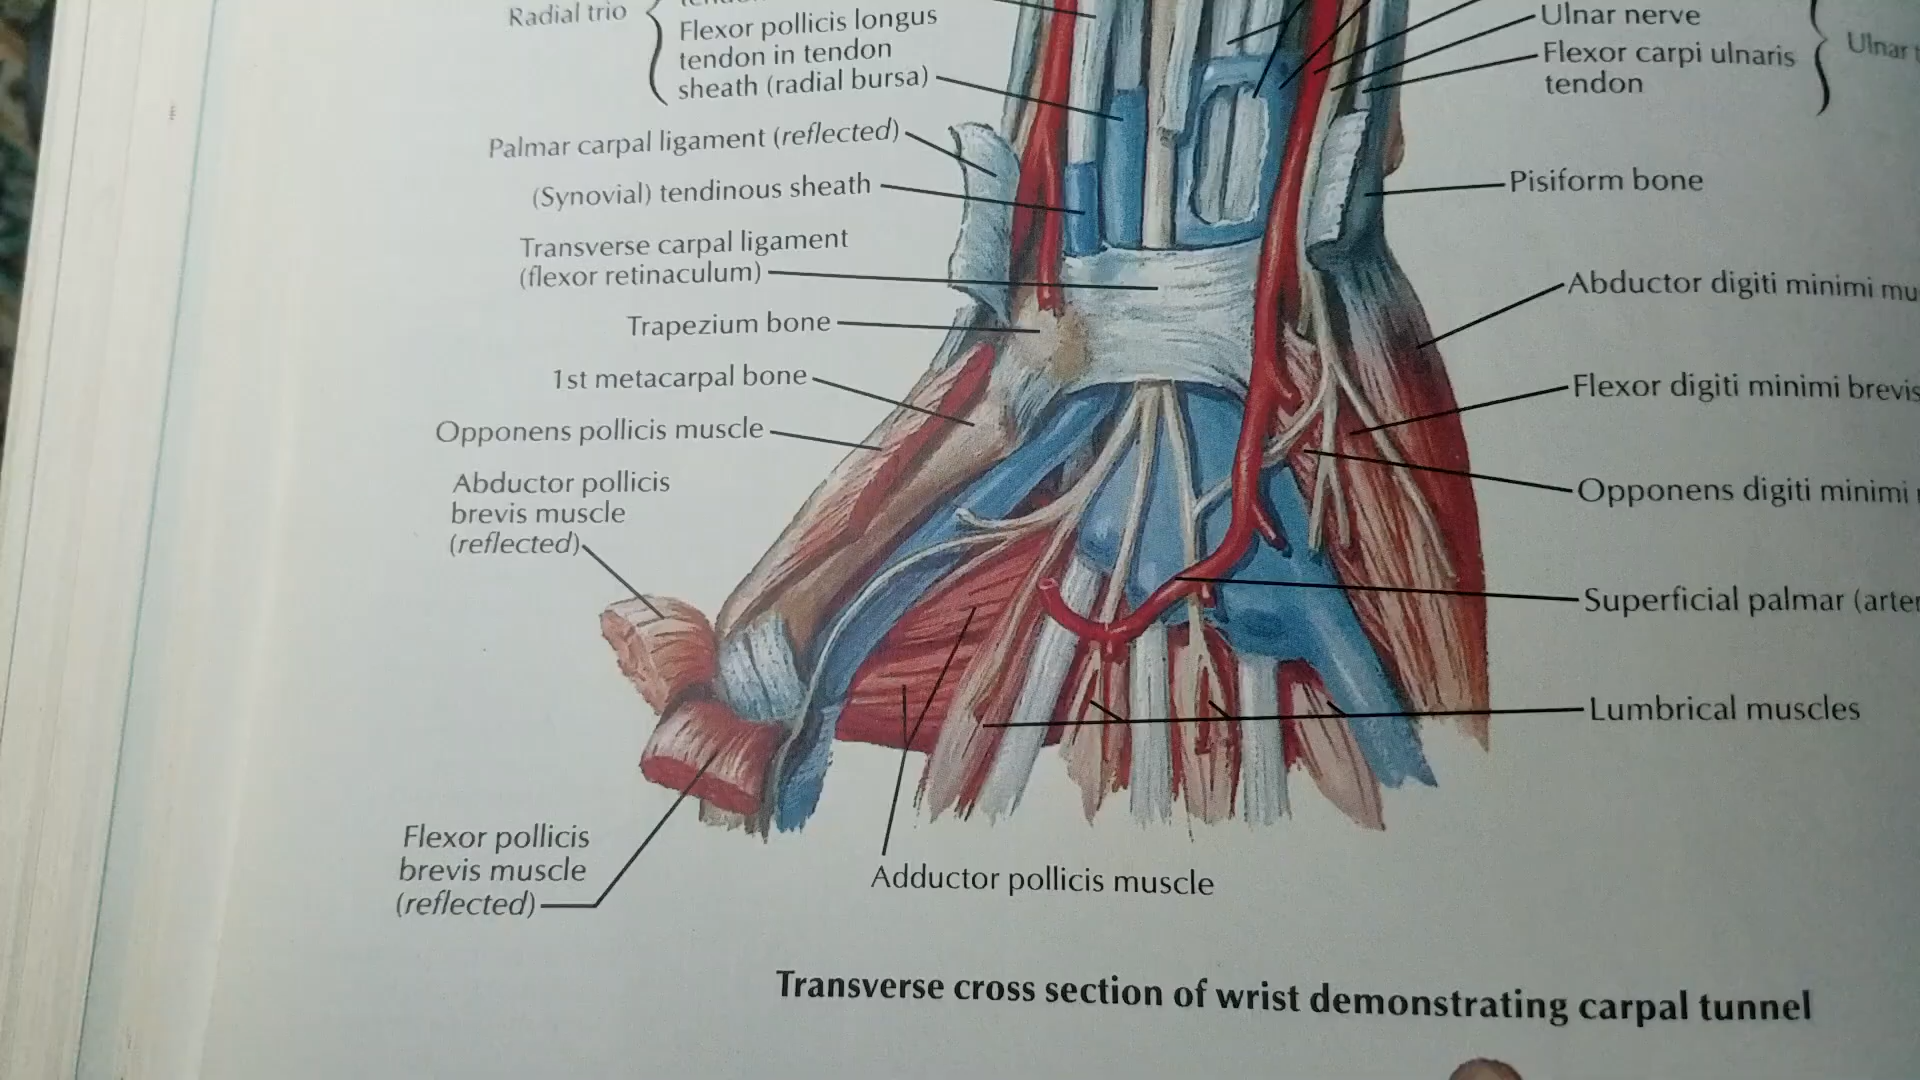 Radial trio
Flexor pollicis longus
tendon in tendon
sheath (radial bursa)
Palmar carpal ligament (reflected)
(Synovial) tendinous sheath
Transverse carpal ligament
(flexor retinaculum)
Trapezium bone
1st metacarpal bone
Opponens pollicis muscle
Abductor pollicis
brevis muscle
(reflected)
Flexor pollicis
brevis muscle
(reflected)
Adductor pollicis muscle
Ulnar nerve
Flexor carpi ulnaris
tendon
Ulnar
Pisiform bone
Abductor digiti minimi
Flexor digiti minimi brevis
Opponens digiti minimi
Superficial palmar
Lumbrical muscles
Transverse cross section of wrist demonstrating carpal tunnel